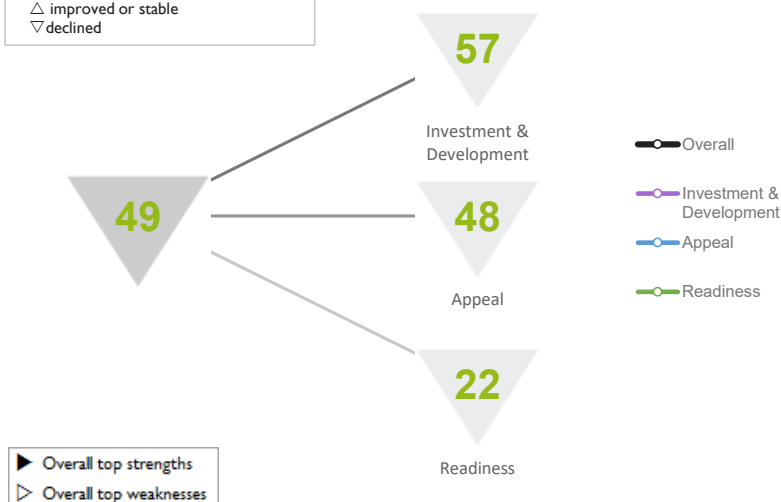 △ improved or stable
▽ declined
57
Investment &
Development
49
48
Appeal
22
Readiness
Overall
Investment &
Development
Appeal
Readiness
▶ Overall top strengths
▷ Overall top weaknesses